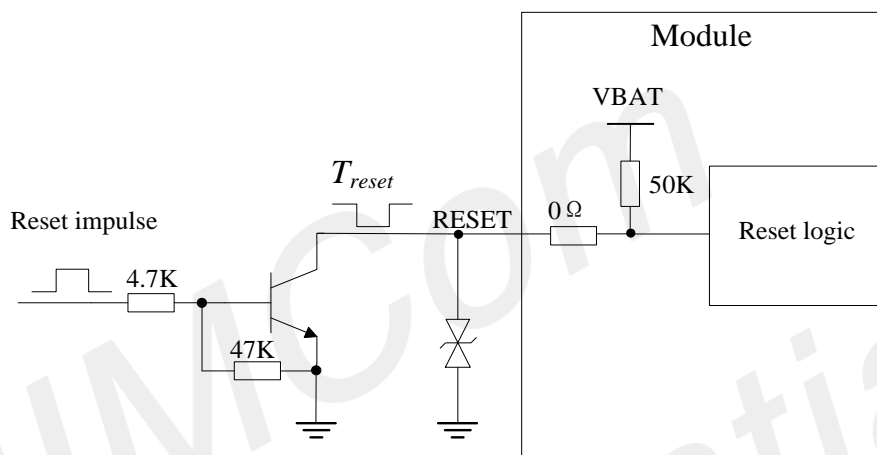 Module
VBAT
50K
Treset
RESET
0Ω
Reset logic
Reset impulse
4.7K
47K